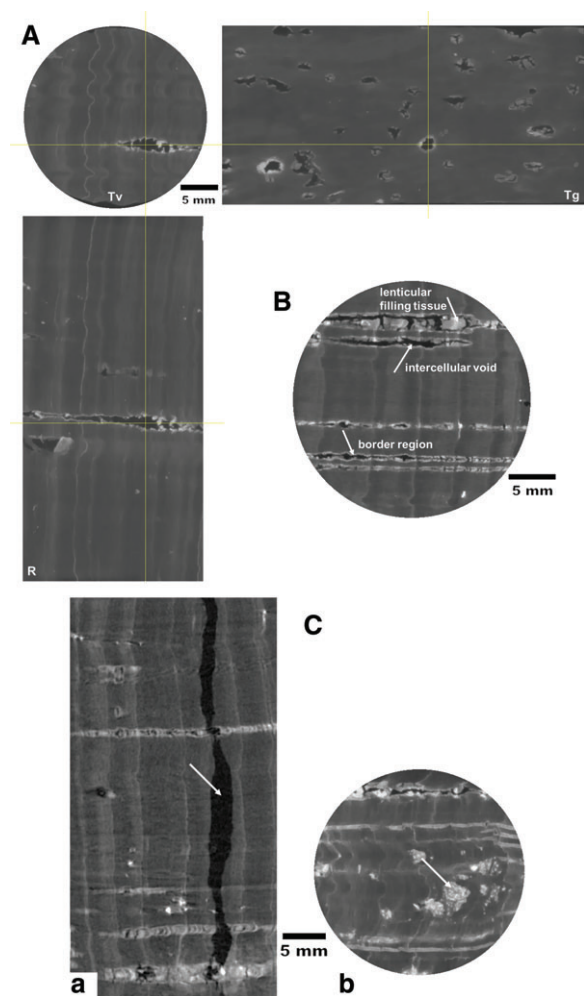 A
Tv
5 mm
Tg
R
B
lenticular
filling tissue
intercellular void
border region
5 mm
C
5 mm
a
b